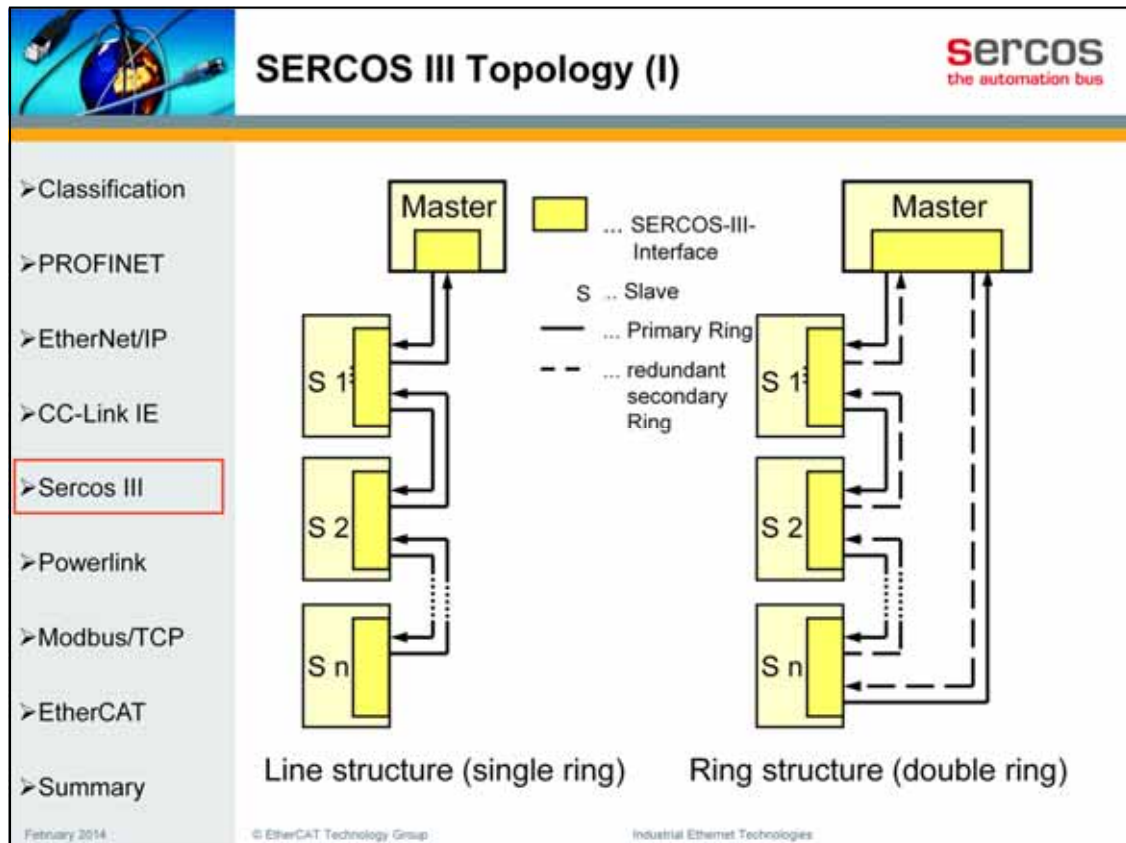 SERCOS III Topology (I)
sercos
the automation bus
➢Classification
➢PROFINET
➢EtherNet/IP
➢CC-Link IE
➢Sercos III
➢Powerlink
➢Modbus/TCP
➢EtherCAT
➢Summary
Master
S 1
S 2
S n
Line structure (single ring)
... SERCOS-III-
Interface
S .. Slave
... Primary Ring
... redundant
secondary
Ring
Master
S 1
S 2
S n
Ring structure (double ring)
February 2014
© EtherCAT Technology Group
Industrial Ethernet Technologies